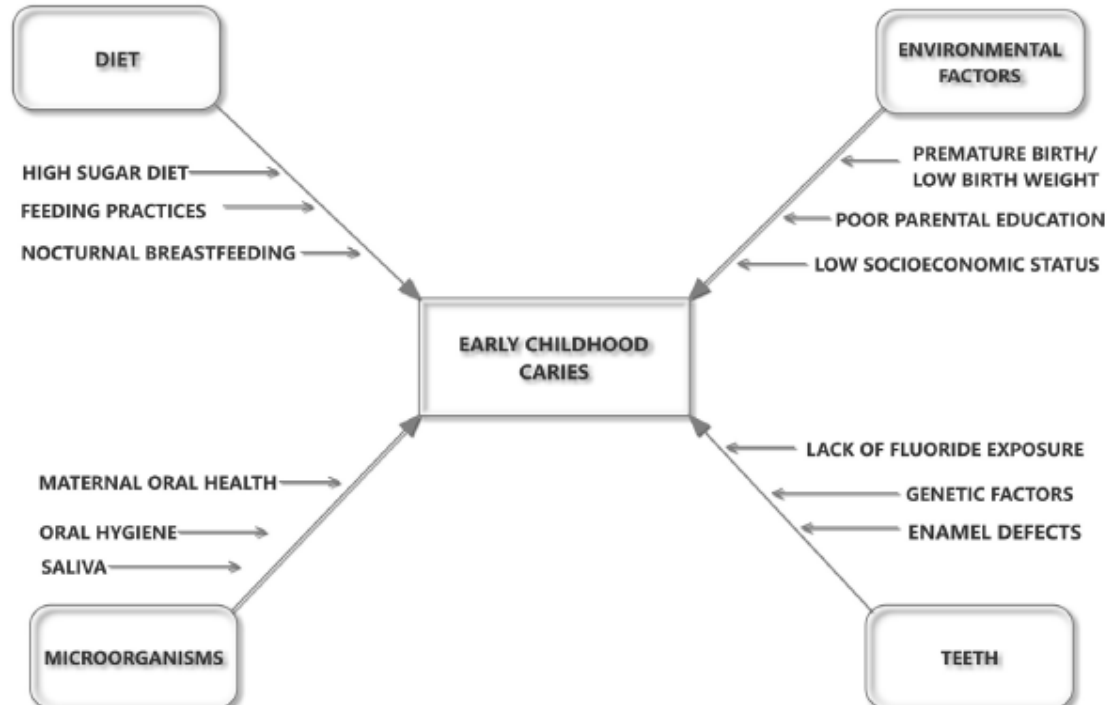 DIET
HIGH SUGAR DIET
FEEDING PRACTICES
NOCTURNAL BREASTFEEDING
ENVIRONMENTAL
FACTORS
PREMATURE BIRTH/
LOW BIRTH WEIGHT
POOR PARENTAL EDUCATION
LOW SOCIOECONOMIC STATUS
EARLY CHILDHOOD
CARIES
MATERNAL ORAL HEALTH
ORAL HYGIENE
SALIVA
MICROORGANISMS
LACK OF FLUORIDE EXPOSURE
GENETIC FACTORS
ENAMEL DEFECTS
TEETH